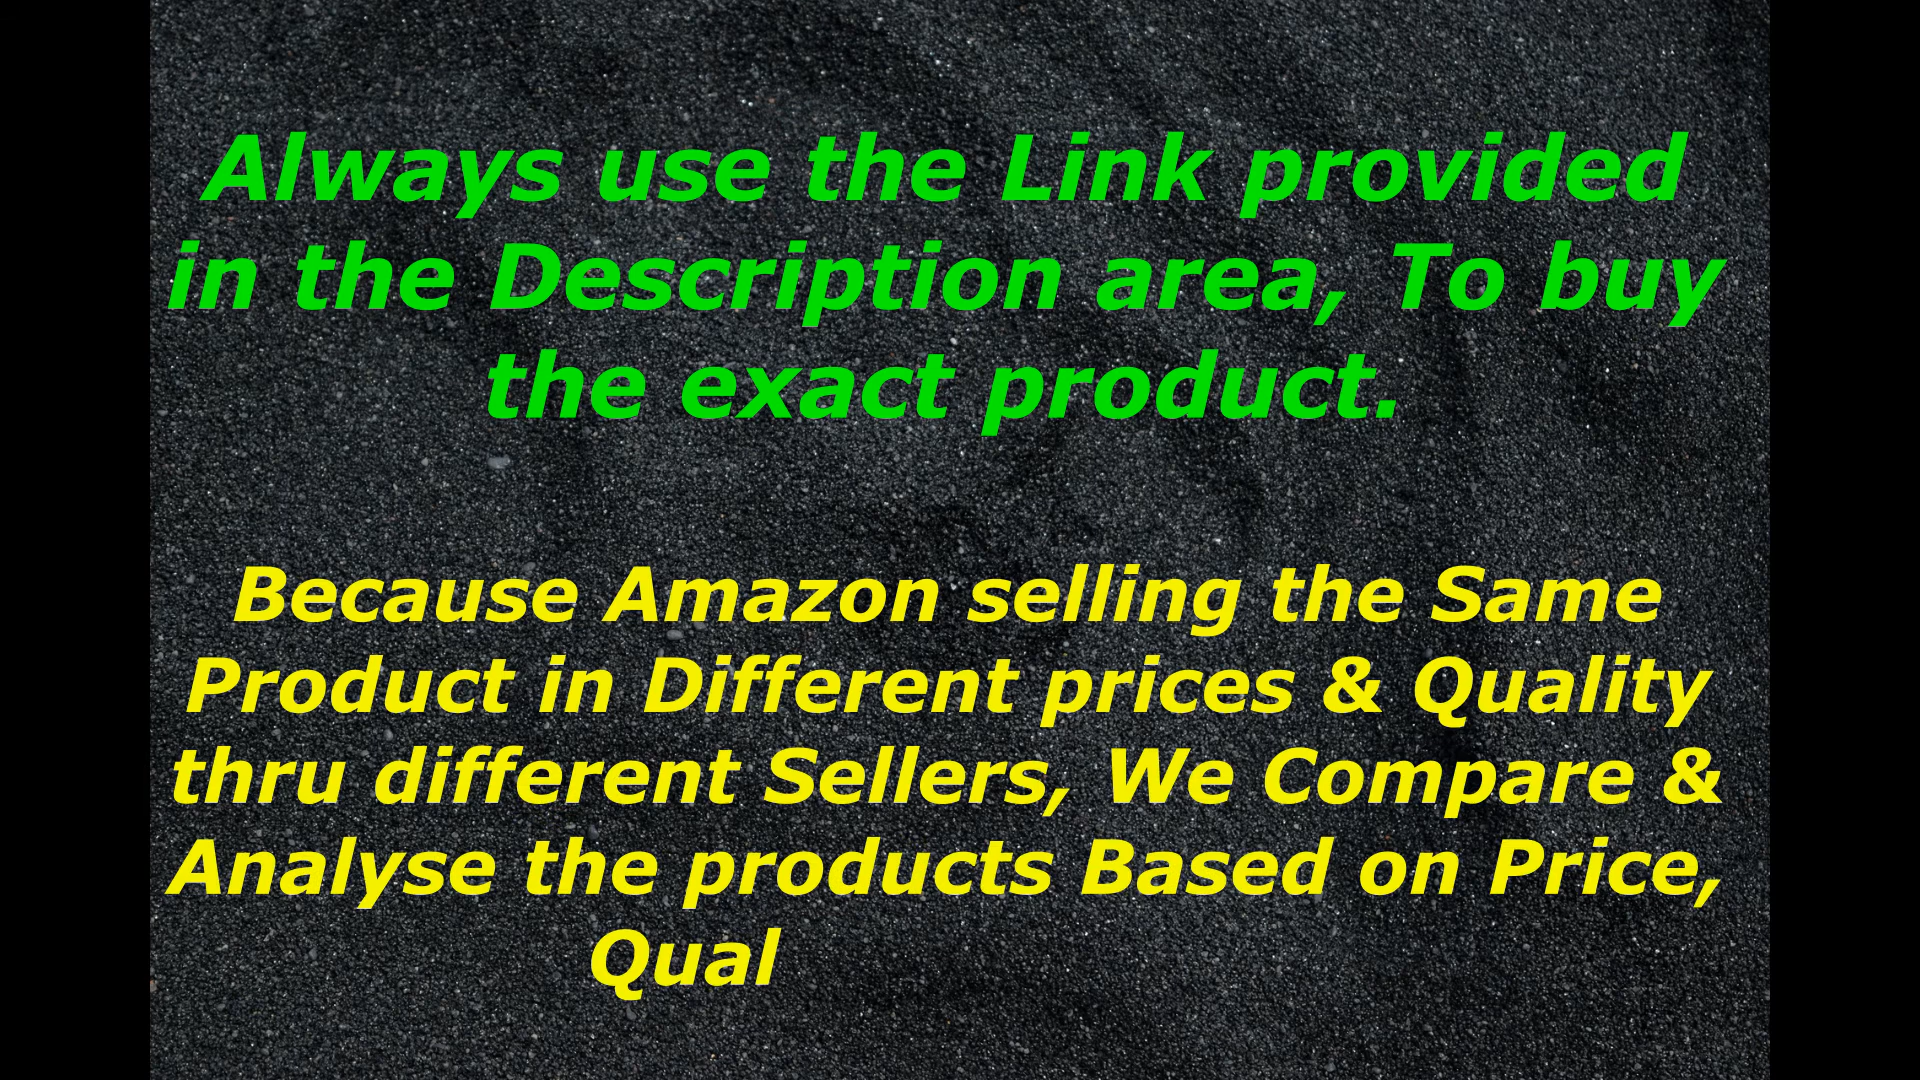 Always use the Link provided
in the Description area, To buy
the exact product.
Because Amazon selling the Same
Product in Different prices & Quality
thru different Sellers, We Compare &
Analyse the products Based on Price,
Qual